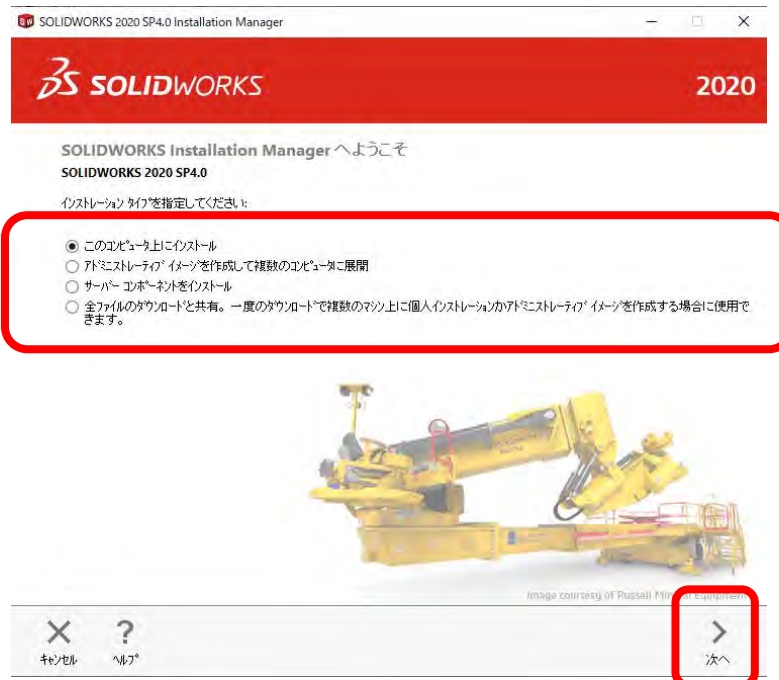 SOLIDWORKS 2020 SP4.0 Installation Manager
SOLIDWORKS
2020
SOLIDWORKS Installation Manager へようこそ
SOLIDWORKS 2020 SP4.0
インストレーション タイプを指定してください:
このコンピュータ上にインストール
アドミニストレーティブ イメージを作成して複数のコンピュータに展開
サーバー コンポーネントをインストール
全ファイルのダウンロードと共有。一度のダウンロードで複数のマシン上に個人インストレーションかアドミニストレーティブ イメージを作成する場合に使用で
きます。
Image courtesy of Russell Mineral Equipment
キャンセル
ヘルプ
次へ